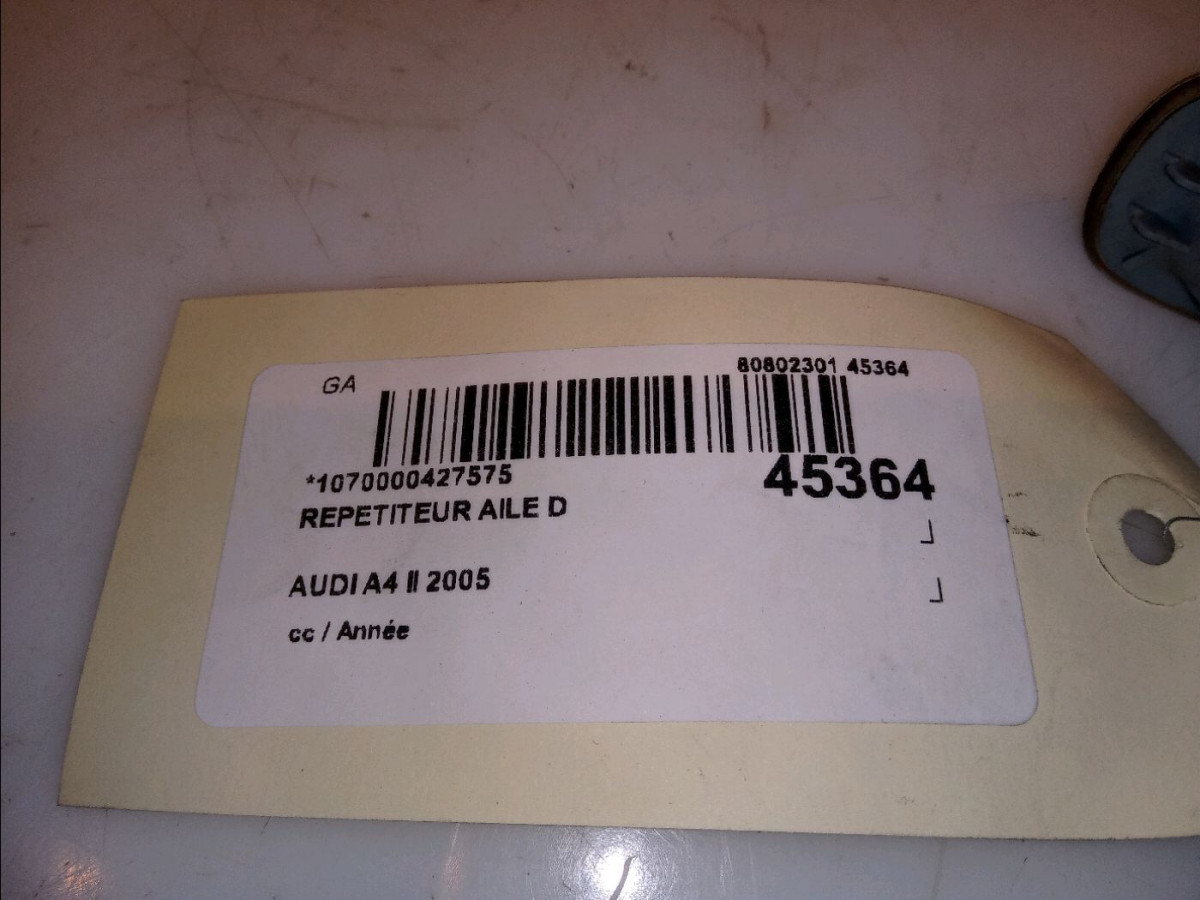 GA
80802301 45364
*1070000427575
45364
REPETITEUR AILE D
AUDI A4 II 2005
cc / Année